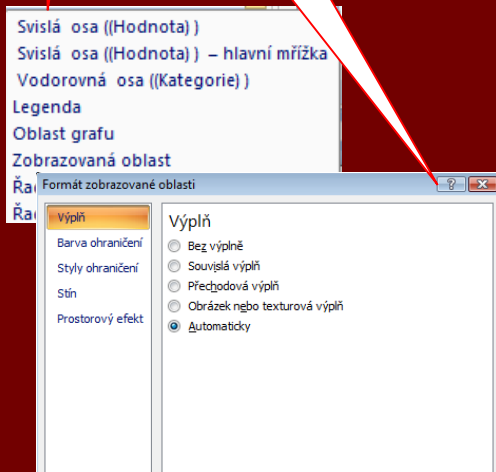 Svislá osa ((Hodnota) )
Svislá osa ((Hodnota) ) – hlavní mřížka
Vodorovná osa ((Kategorie) )
Legenda
Oblast grafu
Zobrazovaná oblast
Formát zobrazované oblasti
Výplň
Barva ohraničení
Styly ohraničení
Stín
Prostorový efekt
Výplň
Bez výplně
Souvislá výplň
Přechodová výplň
Obrázek nebo texturová výplň
Automaticky